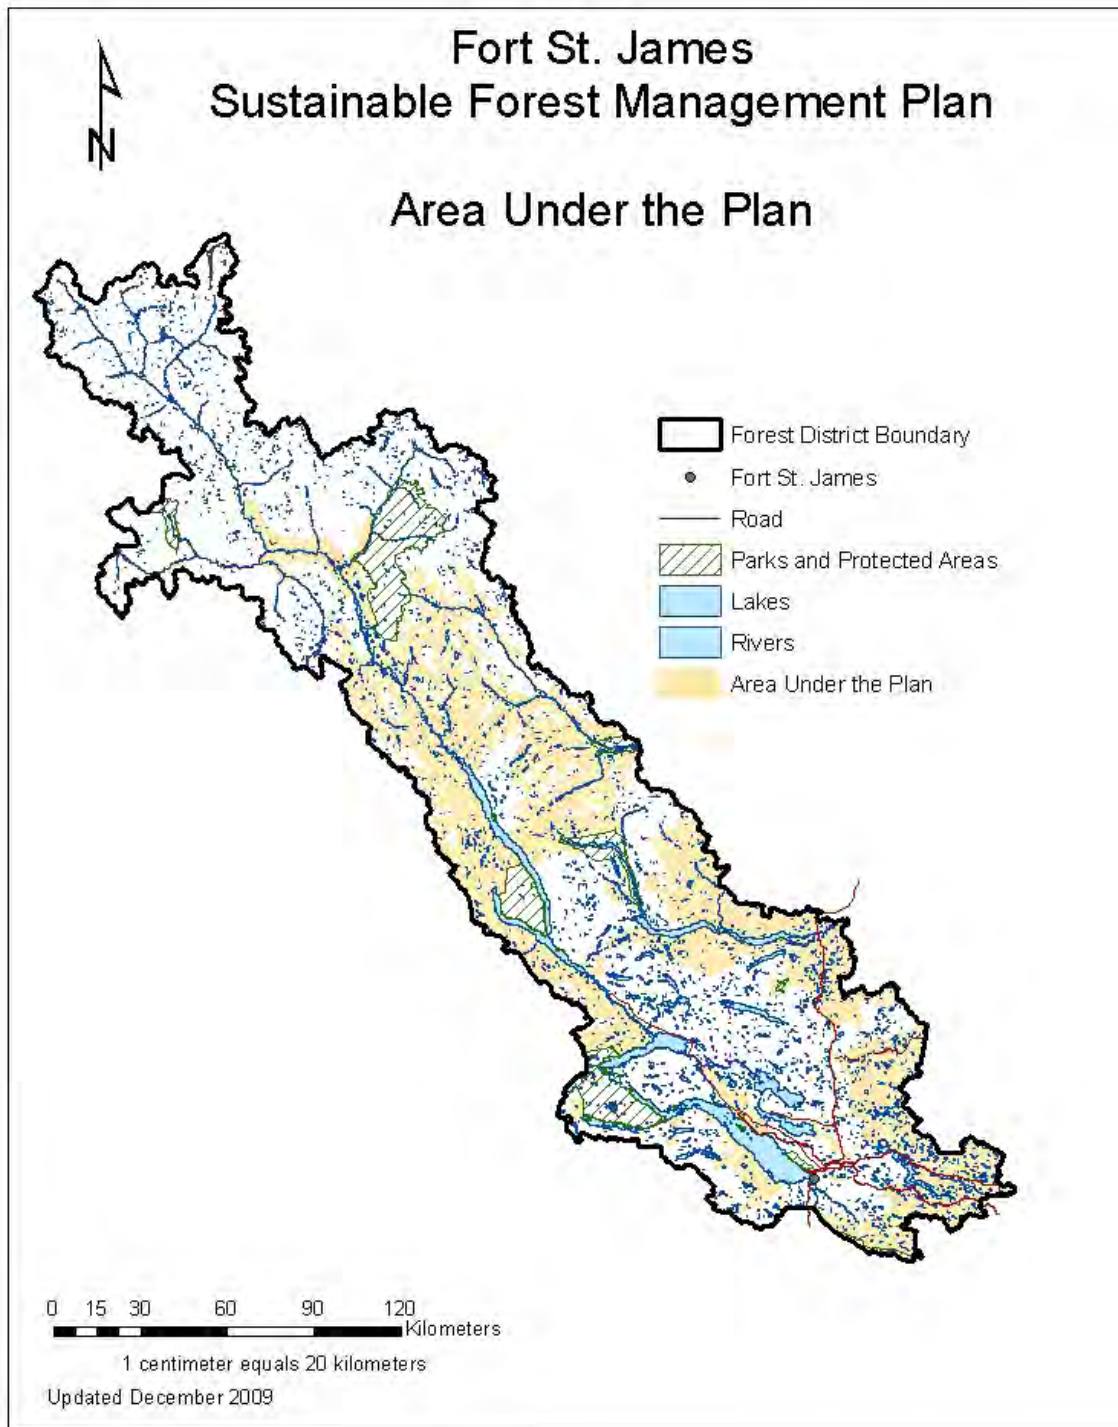 Fort St. James
Sustainable Forest Management Plan
Area Under the Plan
N
Forest District Boundary
Fort St. James
Road
Parks and Protected Areas
Lakes
Rivers
Area Under the Plan
0 15 30 60 90 120
Kilometers
1 centimeter equals 20 kilometers
Updated December 2009